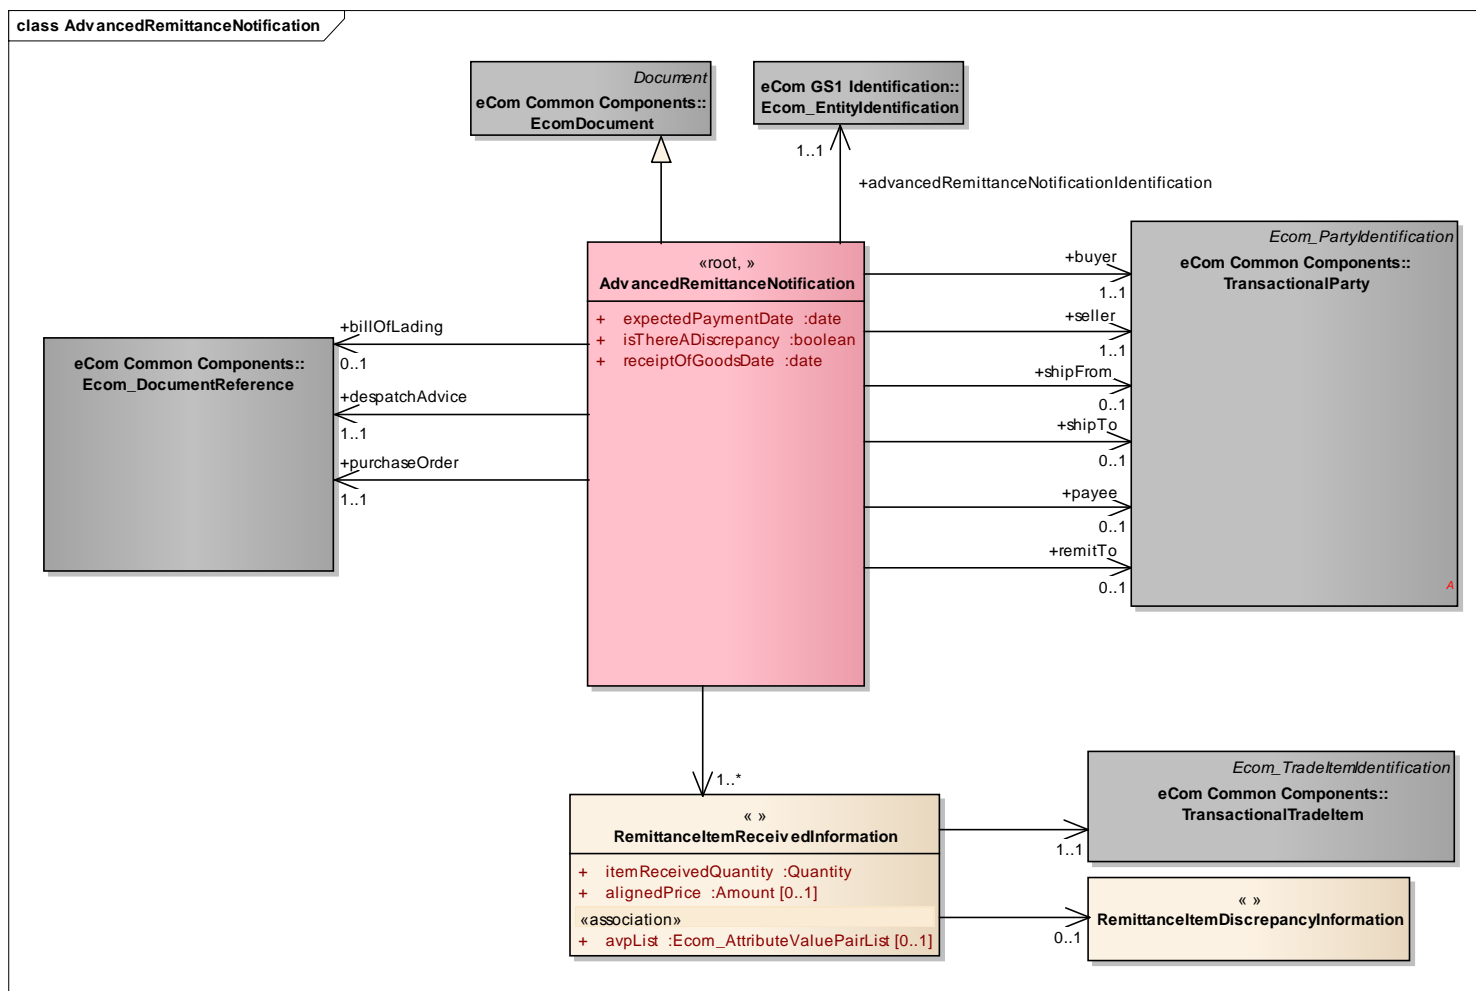 class AdvancedRemittanceNotification
Document
eCom Common Components::
EcomDocument
eCom GS1 Identification::
Ecom_EntityIdentification
1..1
+advancedRemittanceNotificationIdentification
«root, »
AdvancedRemittanceNotification
+ expectedPaymentDate :date
+ isThereADiscrepancy :boolean
+ receiptOfGoodsDate :date
Ecom_PartyIdentification
eCom Common Components::
TransactionalParty
A
+buyer
1..1
+seller
1..1
+shipFrom
0..1
+shipTo
0..1
+payee
0..1
+remitTo
0..1
eCom Common Components::
Ecom_DocumentReference
+billOfLading
0..1
+despatchAdvice
1..1
+purchaseOrder
1..1
1..*
« »
RemittanceItemReceivedInformation
+ itemReceivedQuantity :Quantity
+ alignedPrice :Amount [0..1]
«association»
+ avpList :Ecom_AttributeValuePairList [0..1]
Ecom_TradeItemIdentification
eCom Common Components::
TransactionalTradeItem
1..1
« »
RemittanceItemDiscrepancyInformation
0..1